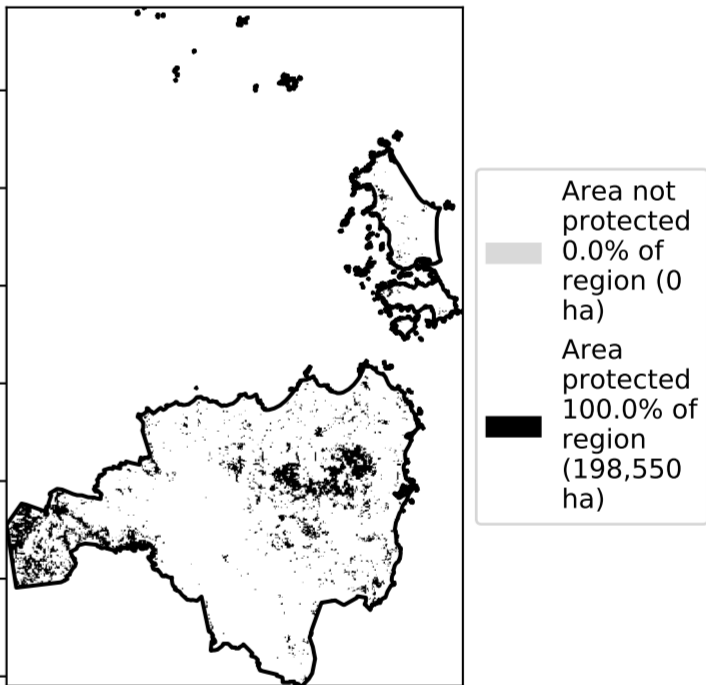 Area not
protected
0.0% of
region (0
ha)
Area
protected
100.0% of
region
(198,550
ha)